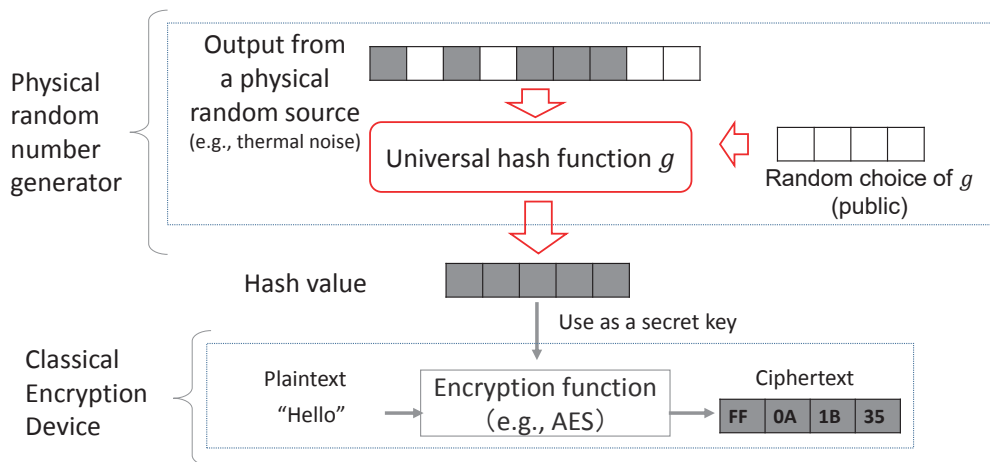 Physical
random
number
generator
Output from
a physical
random source
(e.g., thermal noise)
Universal hash function g
Random choice of g
(public)
Hash value
Use as a secret key
Classical
Encryption
Device
Plaintext
“Hello”
Encryption function
（e.g., AES）
Ciphertext
FF 0A 1B 35